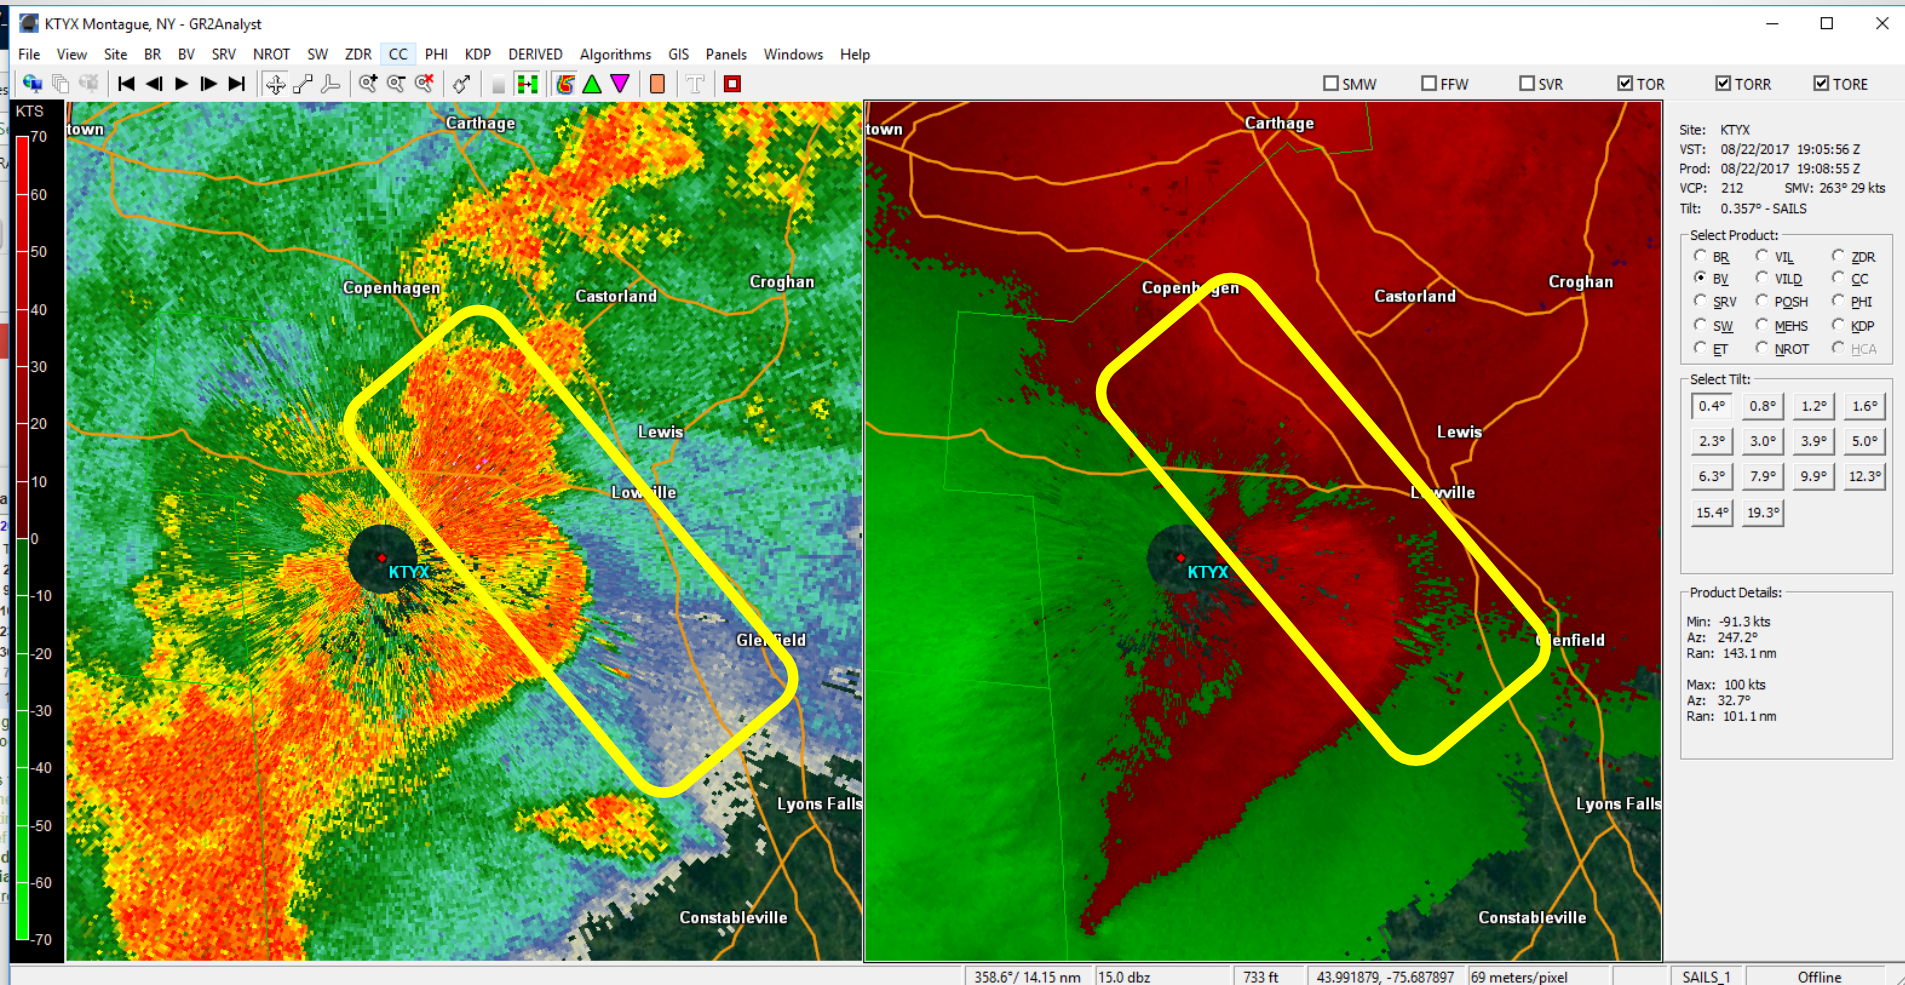 KTYX Montague, NY - GR2Analyst
File View Site BR BV SRV NROT SW ZDR CC PHI KDP DERIVED Algorithms GIS Panels Windows Help
SMW FFW SVR TOR TORR TORE
KTS
70
60
50
40
30
20
10
0
-10
-20
-30
-40
-50
-60
-70
town
Carthage
Copenhagen
Castorland
Croghan
Lewis
Lowville
KTYX
Glenfield
Lyons Falls
Constableville
town
Carthage
Copenhagen
Castorland
Croghan
Lewis
Lowville
KTYX
Glenfield
Lyons Falls
Constableville
Site: KTYX
VST: 08/22/2017 19:05:56 Z
Prod: 08/22/2017 19:08:55 Z
VCP: 212 SMV: 263° 29 kts
Tilt: 0.357° - SAILS
Select Product:
BR VIL ZDR
BV VILD CC
SRV POSH PHI
SW MEHS KDP
ET NROT HCA
Select Tilt:
0.4° 0.8° 1.2° 1.6°
2.3° 3.0° 3.9° 5.0°
6.3° 7.9° 9.9° 12.3°
15.4° 19.3°
Product Details:
Min: -91.3 kts
Az: 247.2°
Ran: 143.1 nm
Max: 100 kts
Az: 32.7°
Ran: 101.1 nm
358.6°/ 14.15 nm 15.0 dbz 733 ft 43.991879, -75.687897 69 meters/pixel SAILS_1 Offline